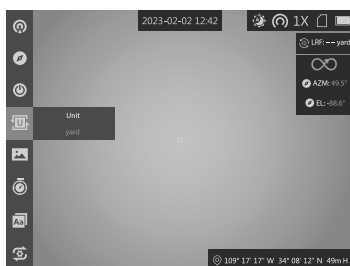 2023-02-02 12:42
1X
LRF: -- yard
AZM: 49.5°
EL: -88.6°
U
Unit
yard
Aa
109° 17' 17" W 34° 08' 12" N 49m H